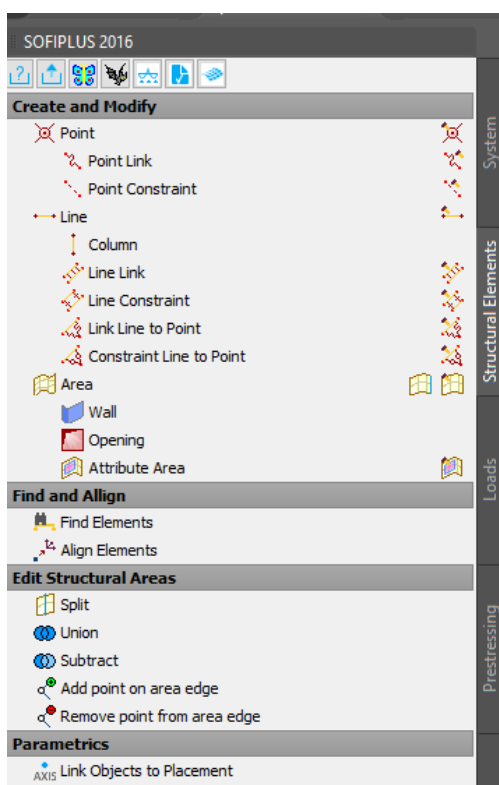 SOFIPLUS 2016
Create and Modify
Point
Point Link
Point Constraint
Line
Column
Line Link
Line Constraint
Link Line to Point
Constraint Line to Point
Area
Wall
Opening
Attribute Area
Find and Allign
Find Elements
Align Elements
Edit Structural Areas
Split
Union
Subtract
Add point on area edge
Remove point from area edge
Parametrics
AXIS Link Objects to Placement
System
Structural Elements
Loads
Prestressing